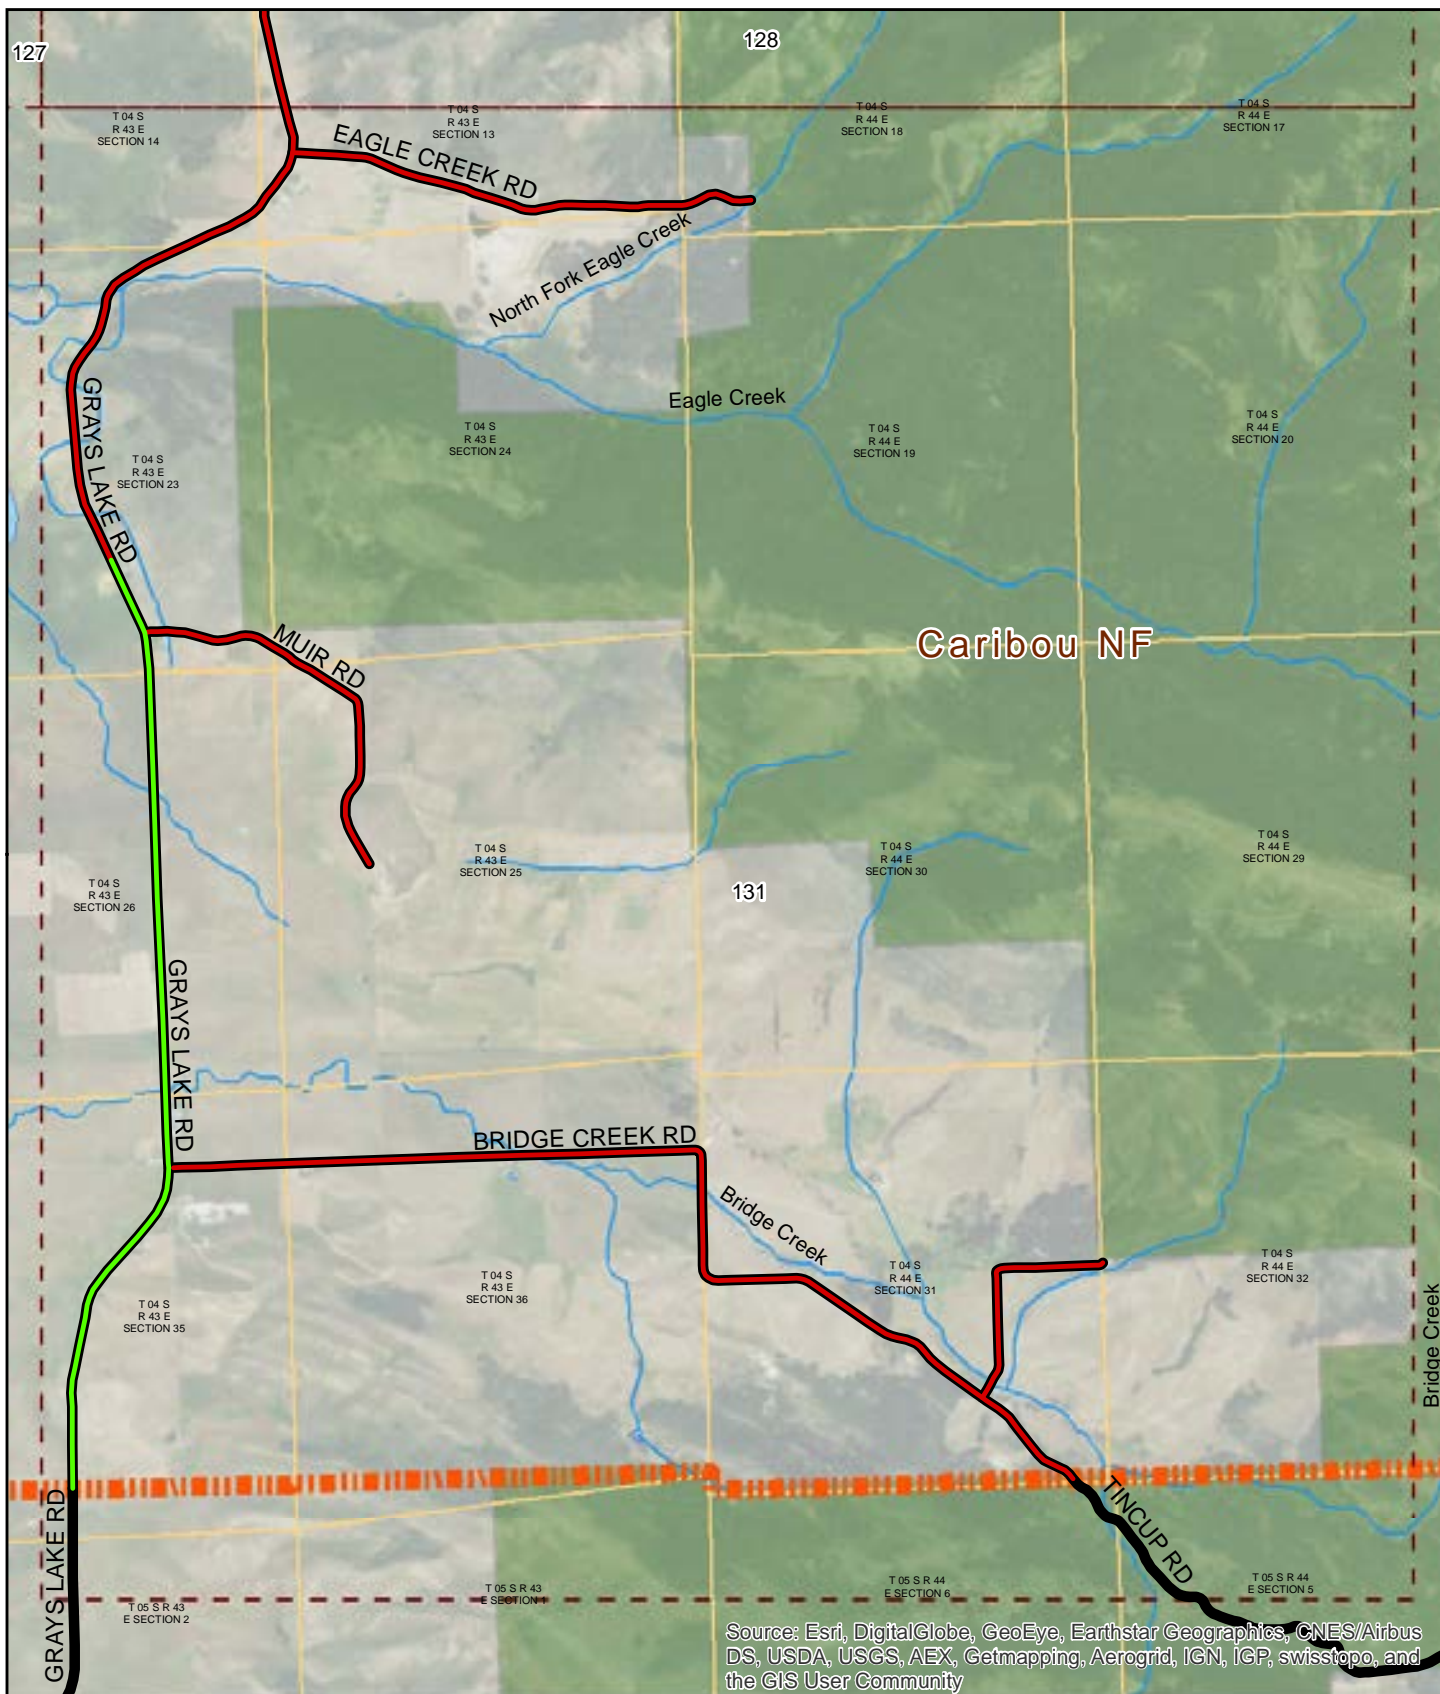 127
128
T 04 S
R 43 E
SECTION 14
T 04 S
R 43 E
SECTION 13
T 04 S
R 44 E
SECTION 18
T 04 S
R 44 E
SECTION 17
EAGLE CREEK RD
North Fork Eagle Creek
GRAYS LAKE RD
Eagle Creek
T 04 S
R 43 E
SECTION 23
T 04 S
R 43 E
SECTION 24
T 04 S
R 44 E
SECTION 19
T 04 S
R 44 E
SECTION 20
MUIR RD
Caribou NF
T 04 S
R 43 E
SECTION 26
T 04 S
R 43 E
SECTION 25
T 04 S
R 44 E
SECTION 30
T 04 S
R 44 E
SECTION 29
131
GRAYS LAKE RD
BRIDGE CREEK RD
Bridge Creek
T 04 S
R 43 E
SECTION 35
T 04 S
R 43 E
SECTION 36
T 04 S
R 44 E
SECTION 31
T 04 S
R 44 E
SECTION 32
Bridge Creek
GRAYS LAKE RD
TINCUP RD
T 05 S R 43
E SECTION 2
T 05 S R 43
E SECTION 1
T 05 S R 44
E SECTION 6
T 05 S R 44
E SECTION 5
Source: Esri, DigitalGlobe, GeoEye, Earthstar Geographics, CNES/Airbus
DS, USDA, USGS, AEX, Getmapping, Aerogrid, IGN, IGP, swisstopo, and
the GIS User Community